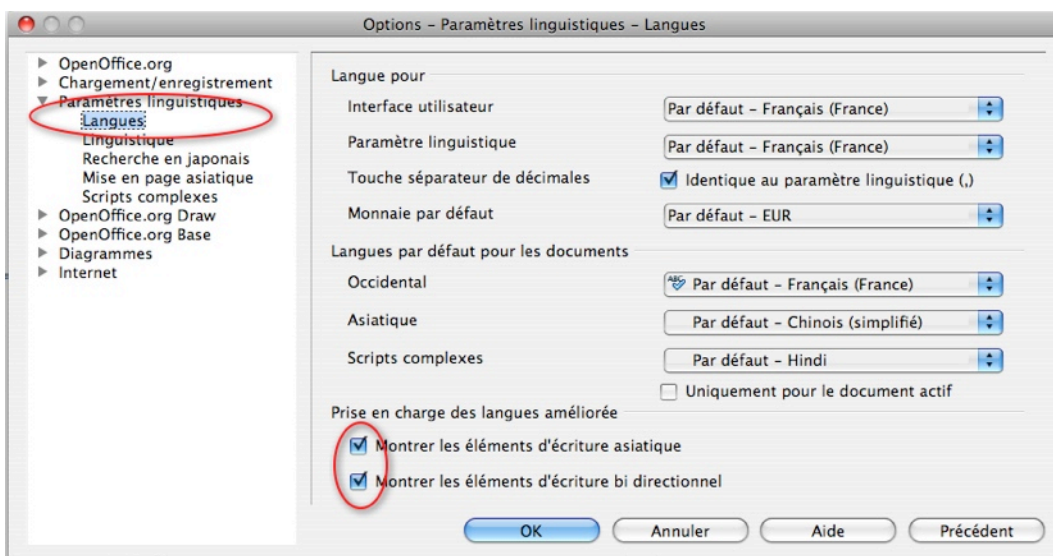 Options – Paramètres linguistiques – Langues
OpenOffice.org
Chargement/enregistrement
Paramètres linguistiques
Langues
Linguistique
Recherche en japonais
Mise en page asiatique
Scripts complexes
OpenOffice.org Draw
OpenOffice.org Base
Diagrammes
Internet
Langue pour
Interface utilisateur Par défaut – Français (France)
Paramètre linguistique Par défaut – Français (France)
Touche séparateur de décimales Identique au paramètre linguistique (,)
Monnaie par défaut Par défaut – EUR
Langues par défaut pour les documents
Occidental ABC Par défaut – Français (France)
Asiatique Par défaut – Chinois (simplifié)
Scripts complexes Par défaut – Hindi
Uniquement pour le document actif
Prise en charge des langues améliorée
Montrer les éléments d'écriture asiatique
Montrer les éléments d'écriture bi directionnel
OK Annuler Aide Précédent